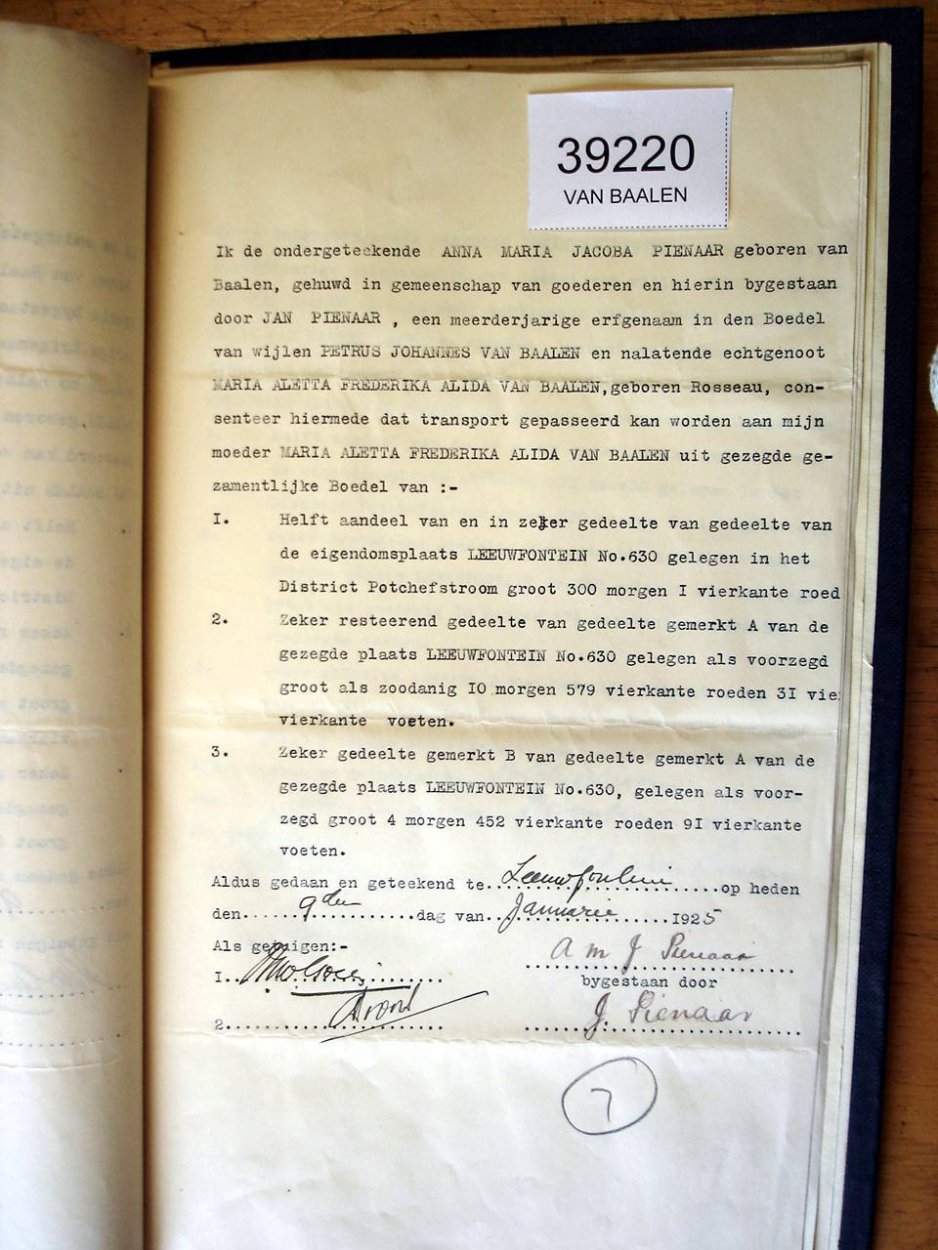 39220
VAN BAALEN
Ik de ondergeteekende ANNA MARIA JACOBA PIENAAR geboren van
Baalen, gehuwd in gemeenschap van goederen en hierin bygestaan
door JAN PIENAAR , een meerderjarige erfgenaam in den Boedel
van wijlen PETRUS JOHANNES VAN BAALEN en nalatende echtgenoot
MARIA ALETTA FREDERIKA ALIDA VAN BAALEN,geboren Rosseau, con-
senteer hiermede dat transport gepasseerd kan worden aan mijn
moeder MARIA ALETTA FREDERIKA ALIDA VAN BAALEN uit gezegde ge-
zamentlijke Boedel van :-
I. Helft aandeel van en in zeker gedeelte van gedeelte van
de eigendomsplaats LEEUWFONTEIN No.630 gelegen in het
District Potchefstroom groot 300 morgen I vierkante roed
2. Zeker resteerend gedeelte van gedeelte gemerkt A van de
gezegde plaats LEEUWFONTEIN No.630 gelegen als voorzegd
groot als zoodanig IO morgen 579 vierkante roeden 3I vie
vierkante voeten.
3. Zeker gedeelte gemerkt B van gedeelte gemerkt A van de
gezegde plaats LEEUWFONTEIN No.630, gelegen als voor-
zegd groot 4 morgen 452 vierkante roeden 9I vierkante
voeten.
Aldus gedaan en geteekend te..Leeuwfontein......op heden
den......9den.......dag van..Januarie......1925
Als getuigen:- A M J Pienaar
I. bygestaan door
2. J. Pienaar
7